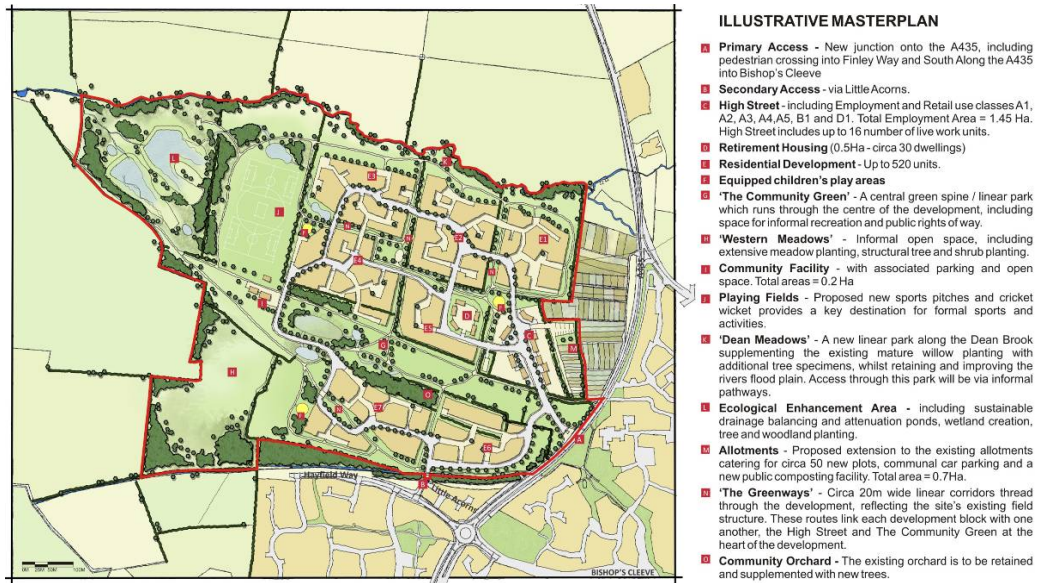 ILLUSTRATIVE MASTERPLAN
A Primary Access - New junction onto the A435, including
pedestrian crossing into Finley Way and South Along the A435
into Bishop's Cleeve
B Secondary Access - via Little Acorns.
C High Street - including Employment and Retail use classes A1,
A2, A3, A4,A5, B1 and D1. Total Employment Area = 1.45 Ha.
High Street includes up to 16 number of live work units.
D Retirement Housing (0.5Ha - circa 30 dwellings)
E Residential Development - Up to 520 units.
F Equipped children's play areas
G 'The Community Green' - A central green spine / linear park
which runs through the centre of the development, including
space for informal recreation and public rights of way.
H 'Western Meadows' - Informal open space, including
extensive meadow planting, structural tree and shrub planting.
I Community Facility - with associated parking and open
space. Total areas = 0.2 Ha
J Playing Fields - Proposed new sports pitches and cricket
wicket provides a key destination for formal sports and
activities.
K 'Dean Meadows' - A new linear park along the Dean Brook
supplementing the existing mature willow planting with
additional tree specimens, whilst retaining and improving the
rivers flood plain. Access through this park will be via informal
pathways.
L Ecological Enhancement Area - including sustainable
drainage balancing and attenuation ponds, wetland creation,
tree and woodland planting.
M Allotments - Proposed extension to the existing allotments
catering for circa 50 new plots, communal car parking and a
new public composting facility. Total area = 0.7Ha.
N 'The Greenways' - Circa 20m wide linear corridors thread
through the development, reflecting the site's existing field
structure. These routes link each development block with one
another, the High Street and The Community Green at the
heart of the development.
O Community Orchard - The existing orchard is to be retained
and supplemented with new trees.
L
K
E3
J
F
N
E2
E1
A435
E4
N
I
D
F
E5
C
M
G
H
O
F
N
E7
E6
A
B
Hayfield Way
Little Acorns
BISHOP'S CLEEVE
0M
50M
100M